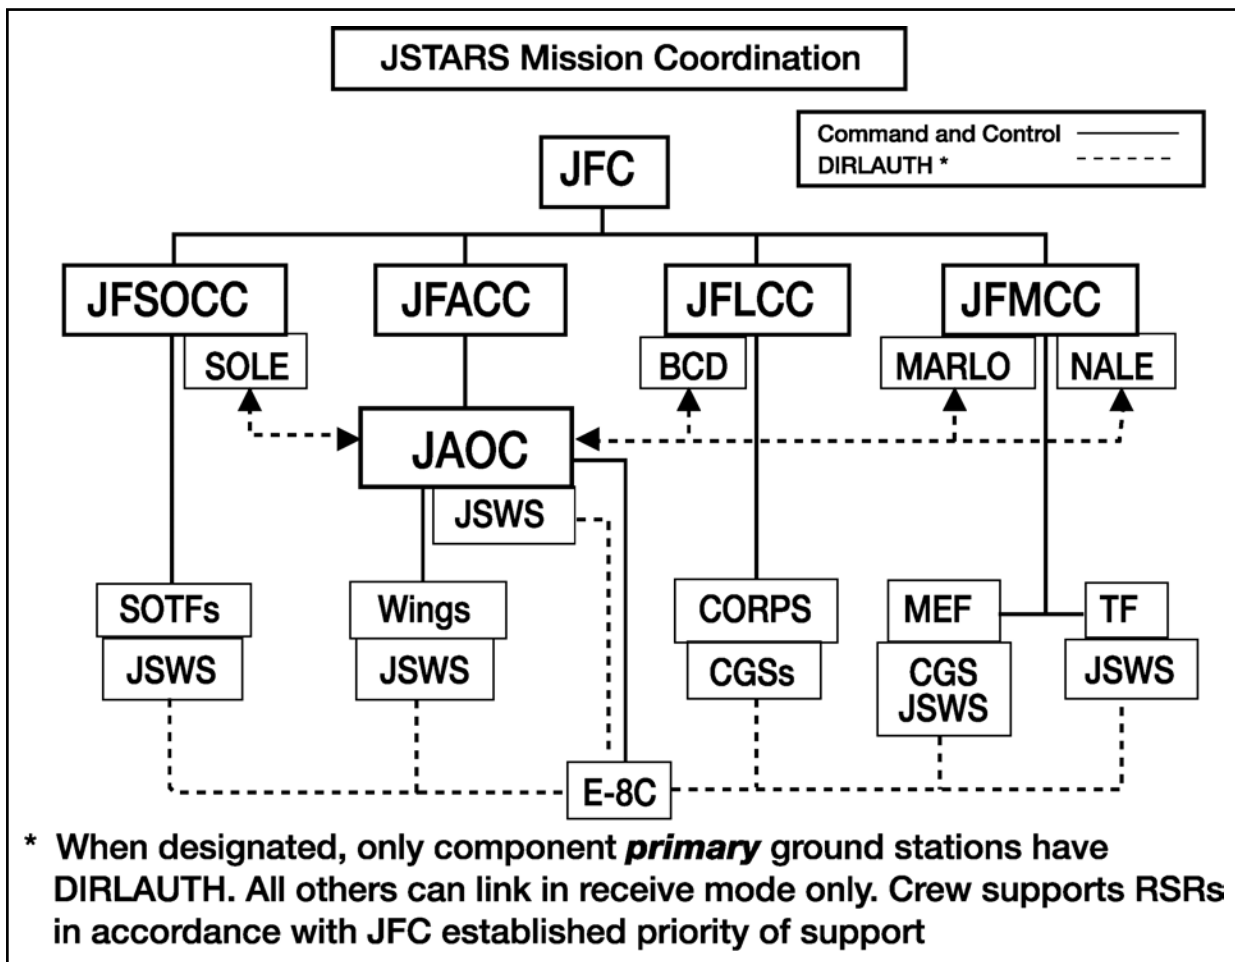 JSTARS Mission Coordination
Command and Control
DIRLAUTH *
JFC
JFSOCC
JFACC
JFLCC
JFMCC
SOLE
BCD
MARLO
NALE
JAOC
JSWS
SOTFs
Wings
CORPS
MEF
TF
JSWS
JSWS
CGSs
CGS
JSWS
JSWS
E-8C
* When designated, only component primary ground stations have
DIRLAUTH. All others can link in receive mode only. Crew supports RSRs
in accordance with JFC established priority of support